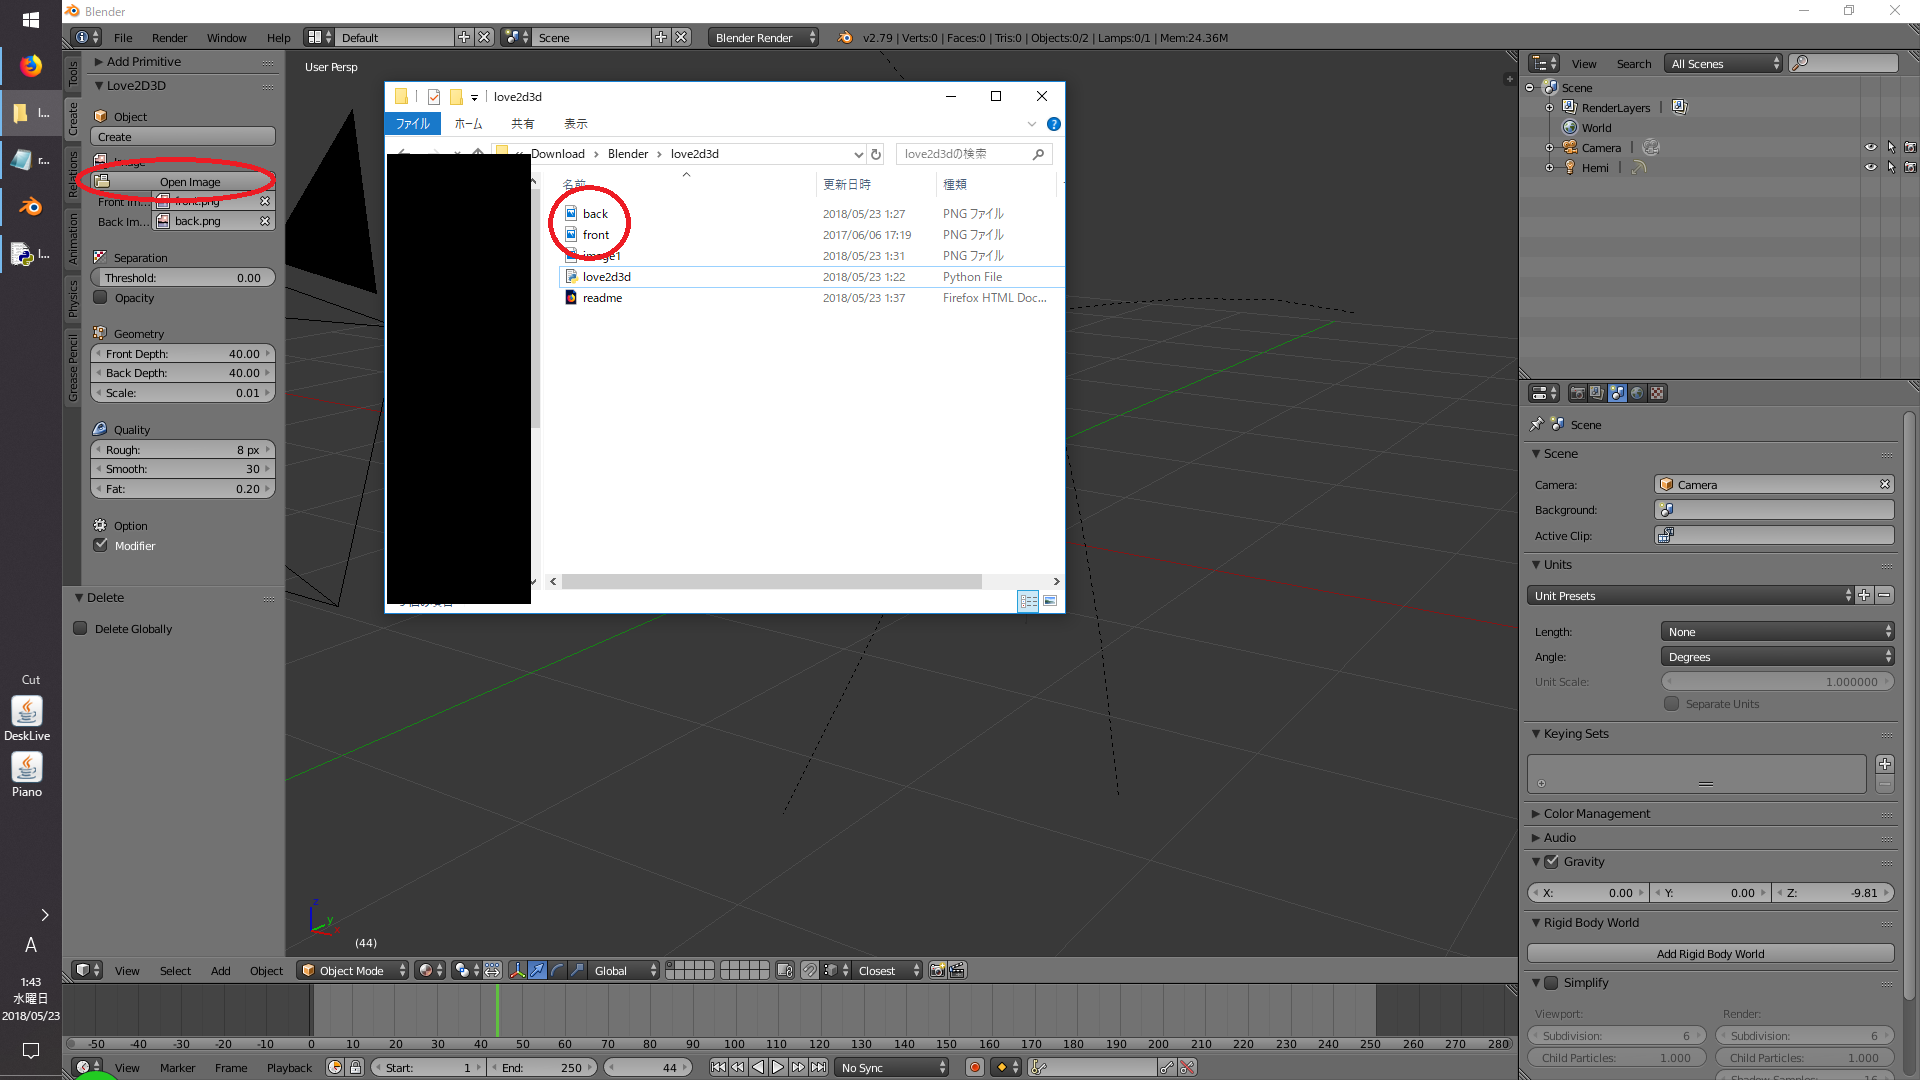 Blender
File Render Window Help Default Scene Blender Render v2.79 | Verts:0 | Faces:0 | Tris:0 | Objects:0/2 | Lamps:0/1 | Mem:24.36M
Tools
Create
Relations
Animation
Physics
Grease Pencil
Add Primitive
Love2D3D
Object
Create
Image
Open Image
Front Im... front.png
Back Im... back.png
Separation
Threshold: 0.00
Opacity
Geometry
Front Depth: 40.00
Back Depth: 40.00
Scale: 0.01
Quality
Rough: 8 px
Smooth: 30
Fat: 0.20
Option
Modifier
Delete
Delete Globally
User Persp
love2d3d
ファイル ホーム 共有 表示
Download > Blender > love2d3d love2d3dの検索
名前 更新日時 種類
back 2018/05/23 1:27 PNG ファイル
front 2017/06/06 17:19 PNG ファイル
image1 2018/05/23 1:31 PNG ファイル
love2d3d 2018/05/23 1:22 Python File
readme 2018/05/23 1:37 Firefox HTML Doc...
z
y
x
(44)
View Select Add Object Object Mode Global Closest
-50 -40 -30 -20 -10 0 10 20 30 40 50 60 70 80 90 100 110 120 130 140 150 160 170 180 190 200 210 220 230 240 250 260 270 280
View Marker Frame Playback Start: 1 End: 250 44 No Sync
View Search All Scenes
Scene
RenderLayers |
World
Camera |
Hemi |
Scene
Scene
Camera: Camera
Background:
Active Clip:
Units
Unit Presets
Length: None
Angle: Degrees
Unit Scale: 1.000000
Separate Units
Keying Sets
Color Management
Audio
Gravity
X: 0.00 Y: 0.00 Z: -9.81
Rigid Body World
Add Rigid Body World
Simplify
Viewport: Render:
Subdivision: 6 Subdivision: 6
Child Particles: 1.000 Child Particles: 1.000
l...
r...
l...
Cut
DeskLive
Piano
A
1:43
水曜日
2018/05/23